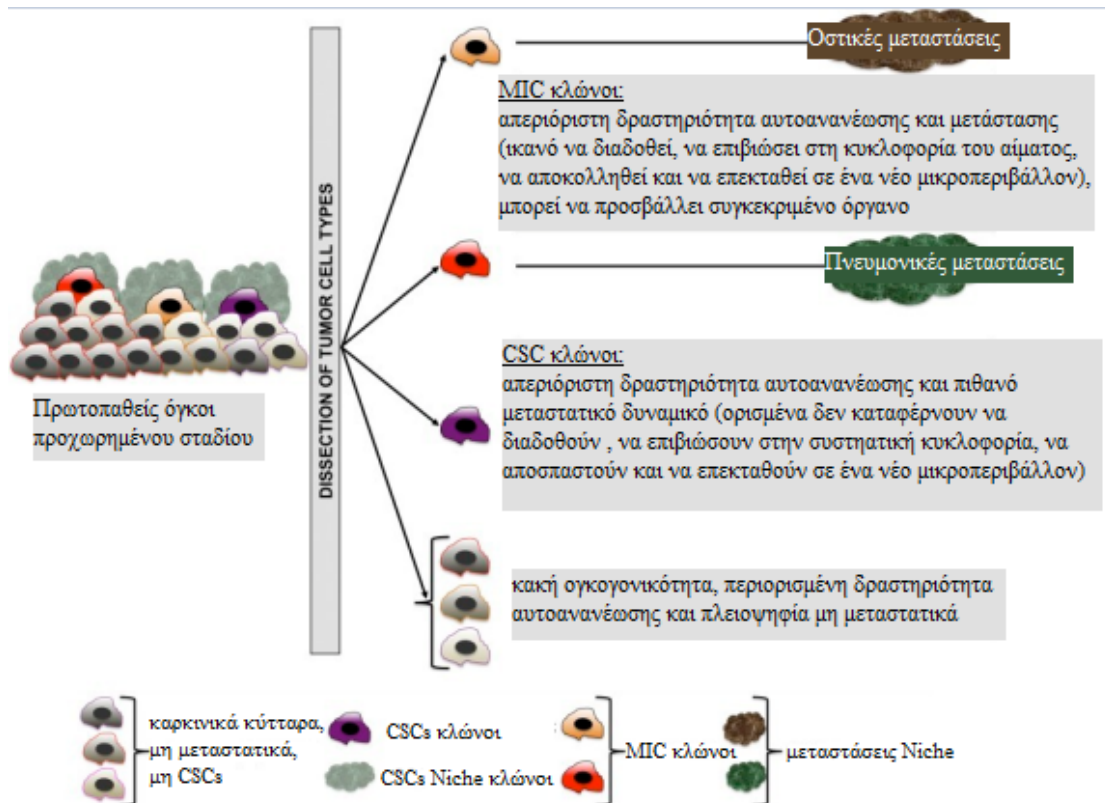 Οστικές μεταστάσεις
MIC κλώνοι:
απεριόριστη δραστηριότητα αυτοανανέωσης και μετάστασης
(ικανό να διαδοθεί, να επιβιώσει στη κυκλοφορία του αίματος,
να αποκολληθεί και να επεκταθεί σε ένα νέο μικροπεριβάλλον),
μπορεί να προσβάλλει συγκεκριμένο όργανο
Πνευμονικές μεταστάσεις
DISSECTION OF TUMOR CELL TYPES
Πρωτοπαθείς όγκοι
προχωρημένου σταδίου
CSC κλώνοι:
απεριόριστη δραστηριότητα αυτοανανέωσης και πιθανό
μεταστατικό δυναμικό (ορισμένα δεν καταφέρνουν να
διαδοθούν , να επιβιώσουν στην συστηατική κυκλοφορία, να
αποσπαστούν και να επεκταθούν σε ένα νέο μικροπεριβάλλον)
κακή ογκογονικότητα, περιορισμένη δραστηριότητα
αυτοανανέωσης και πλειοψηφία μη μεταστατικά
καρκινικά κύτταρα,
μη μεταστατικά,
μη CSCs
CSCs κλώνοι
CSCs Niche κλώνοι
MIC κλώνοι
μεταστάσεις Niche